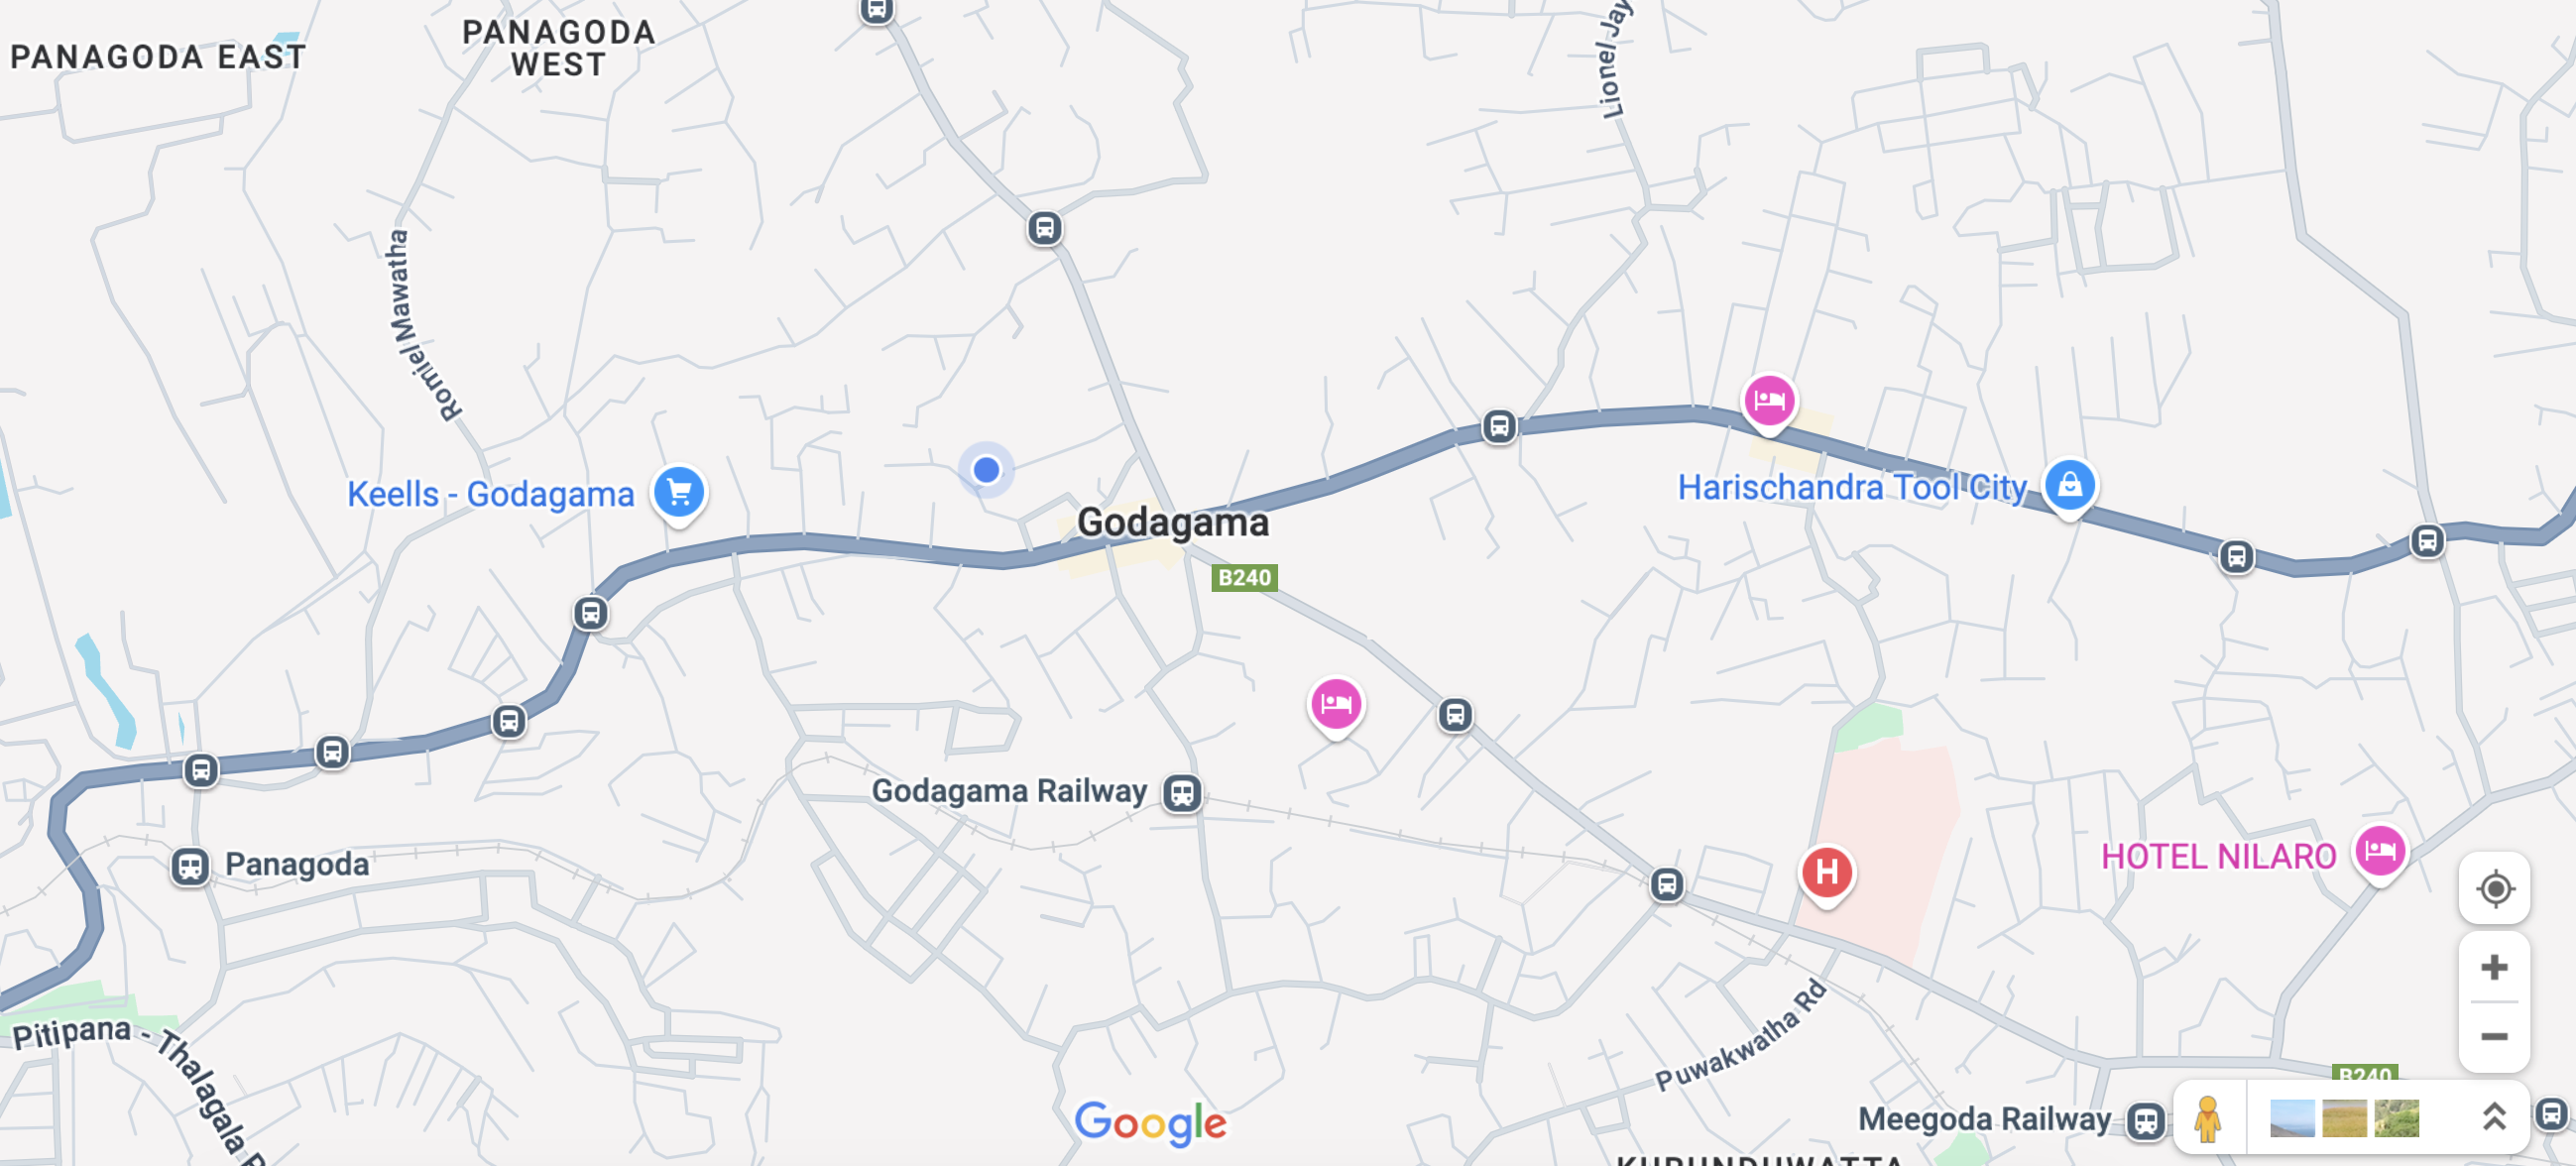 PANAGODA EAST
PANAGODA
WEST
Lionel Jay
Romiel Mawatha
Keells - Godagama
Godagama
Harischandra Tool City
B240
Godagama Railway
Panagoda
H
HOTEL NILARO
Pitipana - Thalagala R
Puwakwatha Rd
B240
Google
Meegoda Railway
KURUNDUWATTA